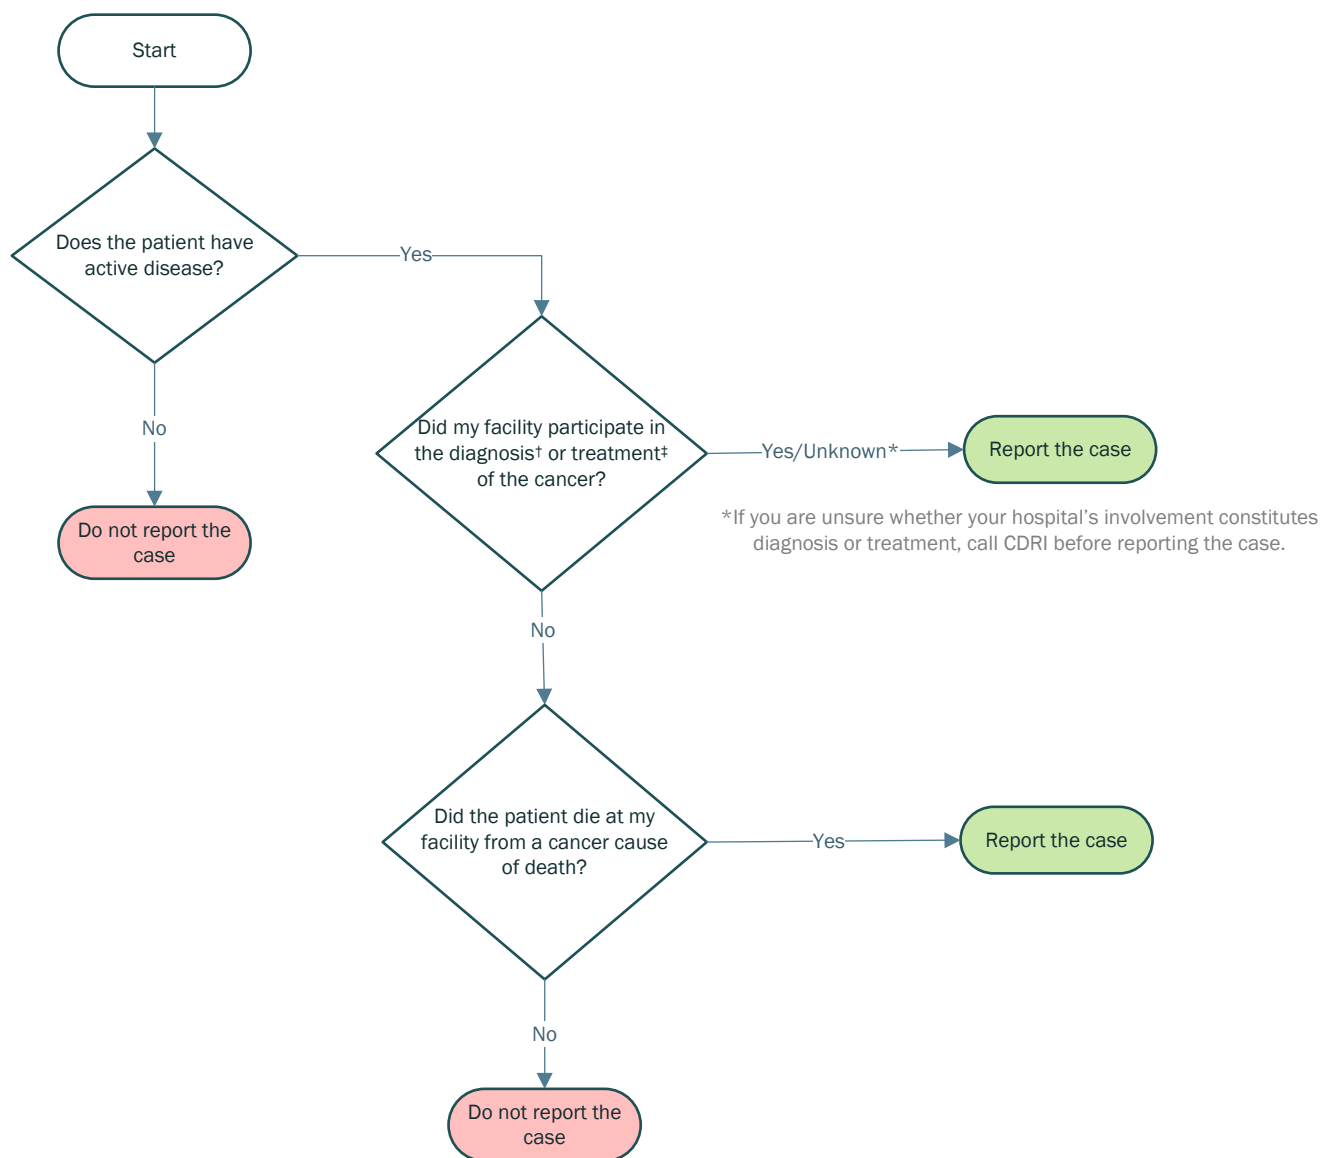 Start
Does the patient have
active disease?
Yes
No
Do not report the
case
Did my facility participate in
the diagnosis† or treatment‡
of the cancer?
Yes/Unknown*
Report the case
*If you are unsure whether your hospital’s involvement constitutes
diagnosis or treatment, call CDRI before reporting the case.
No
Did the patient die at my
facility from a cancer cause
of death?
Yes
Report the case
No
Do not report the
case